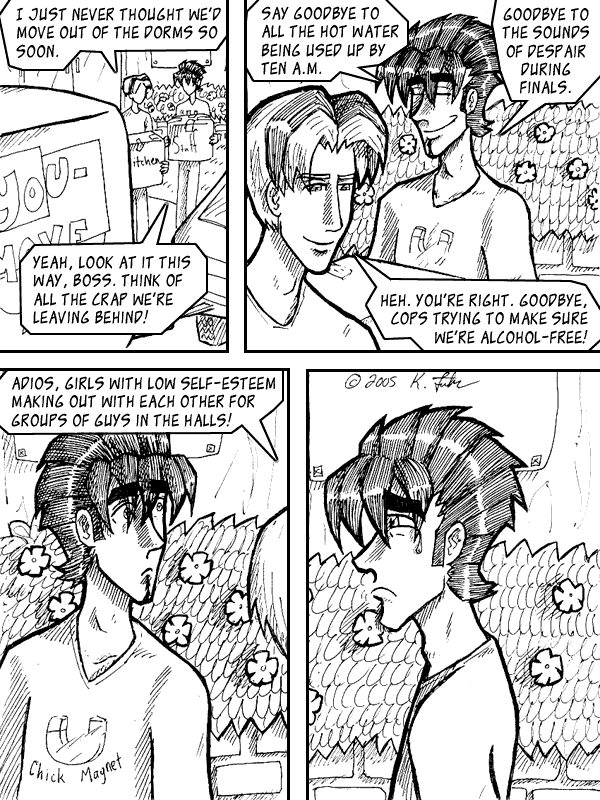 I JUST NEVER THOUGHT WE'D
MOVE OUT OF THE DORMS SO
SOON.
Kitchen
Stuff
YOU-
MOVE
YEAH, LOOK AT IT THIS
WAY, BOSS. THINK OF
ALL THE CRAP WE'RE
LEAVING BEHIND!
SAY GOODBYE TO
ALL THE HOT WATER
BEING USED UP BY
TEN A.M.
GOODBYE TO
THE SOUNDS
OF DESPAIR
DURING
FINALS.
HEH. YOU'RE RIGHT. GOODBYE,
COPS TRYING TO MAKE SURE
WE'RE ALCOHOL-FREE!
ADIOS, GIRLS WITH LOW SELF-ESTEEM
MAKING OUT WITH EACH OTHER FOR
GROUPS OF GUYS IN THE HALLS!
Chick Magnet
© 2005 K.